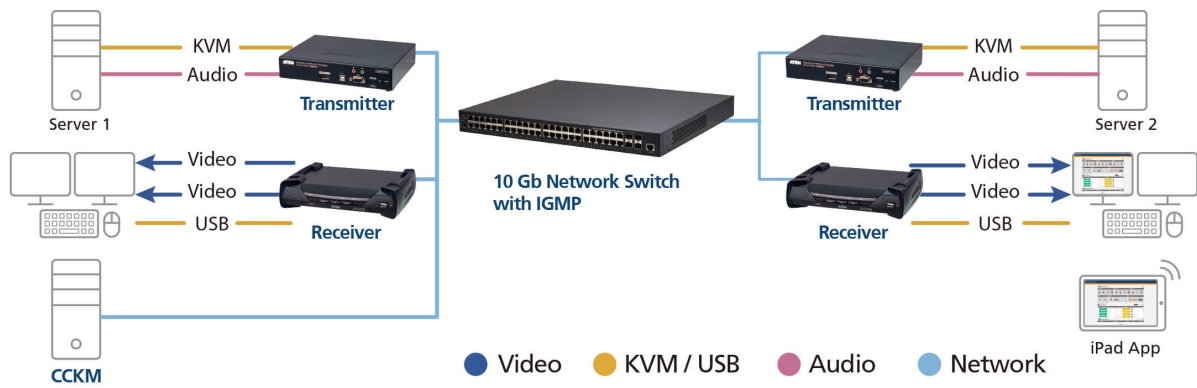 KVM
Audio
Transmitter
Server 1
Video
Video
USB
Receiver
CCKM
10 Gb Network Switch
with IGMP
KVM
Audio
Transmitter
Server 2
Video
Video
USB
Receiver
iPad App
Video
KVM / USB
Audio
Network